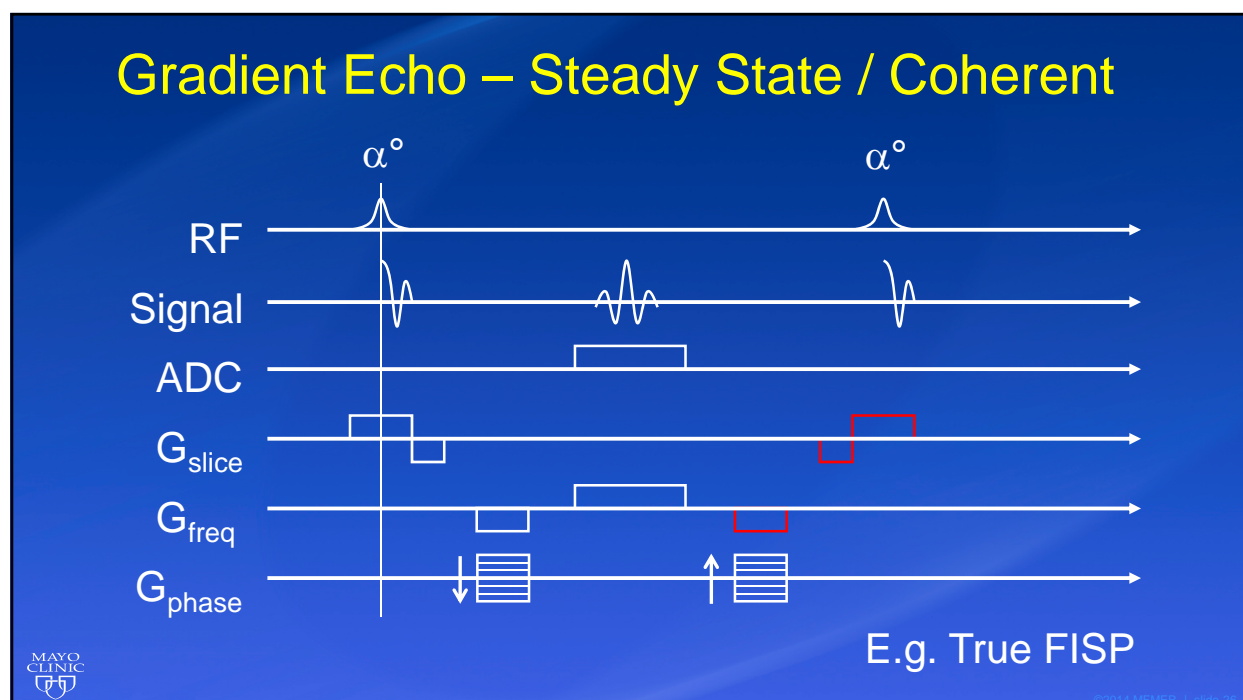 Gradient Echo – Steady State / Coherent
α° α°
RF
Signal
ADC
Gslice
Gfreq
Gphase
E.g. True FISP
MAYO
CLINIC